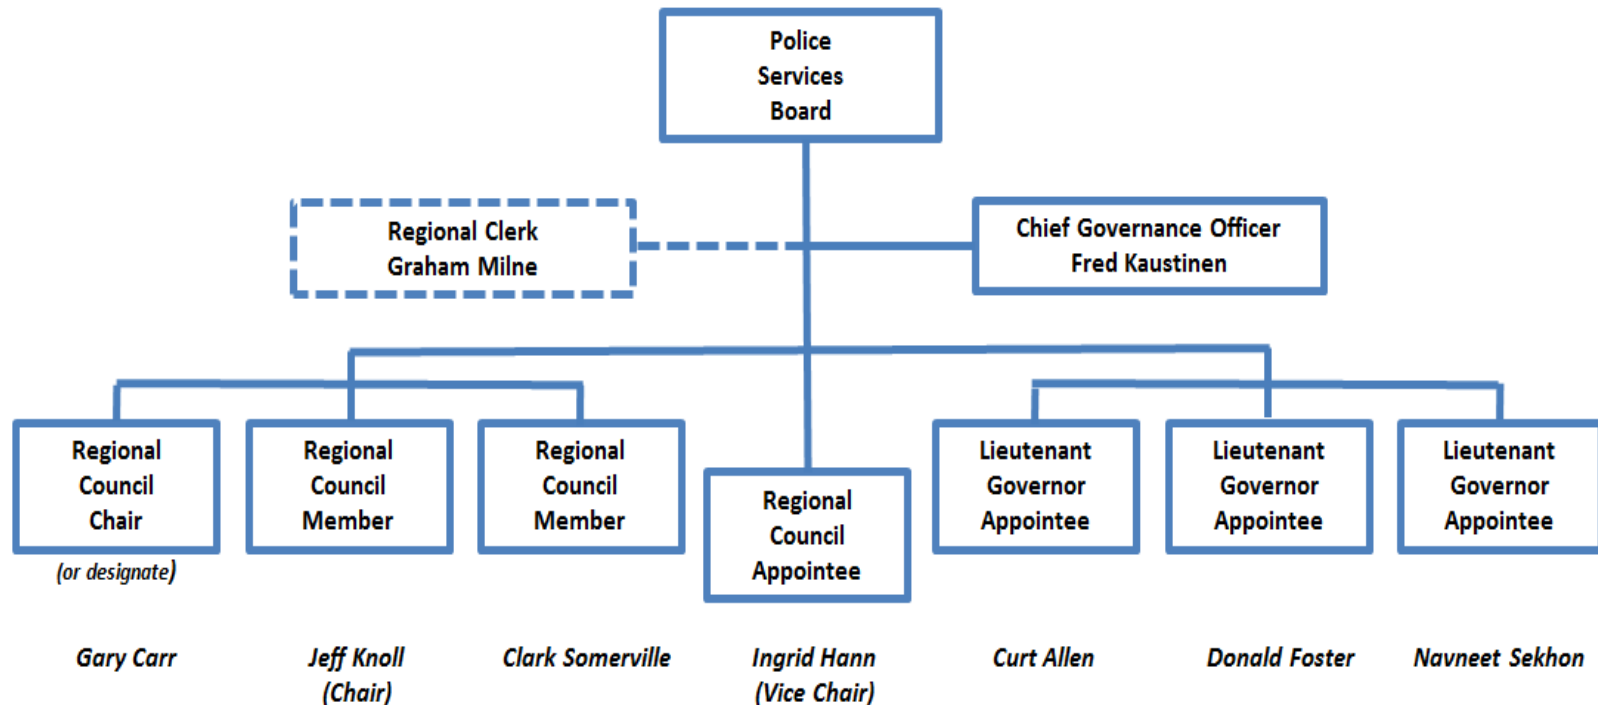 Police
Services
Board
Regional Clerk
Graham Milne
Chief Governance Officer
Fred Kaustinen
Regional
Council
Chair
(or designate)
Regional
Council
Member
Regional
Council
Member
Regional
Council
Appointee
Lieutenant
Governor
Appointee
Lieutenant
Governor
Appointee
Lieutenant
Governor
Appointee
Gary Carr
Jeff Knoll
(Chair)
Clark Somerville
Ingrid Hann
(Vice Chair)
Curt Allen
Donald Foster
Navneet Sekhon